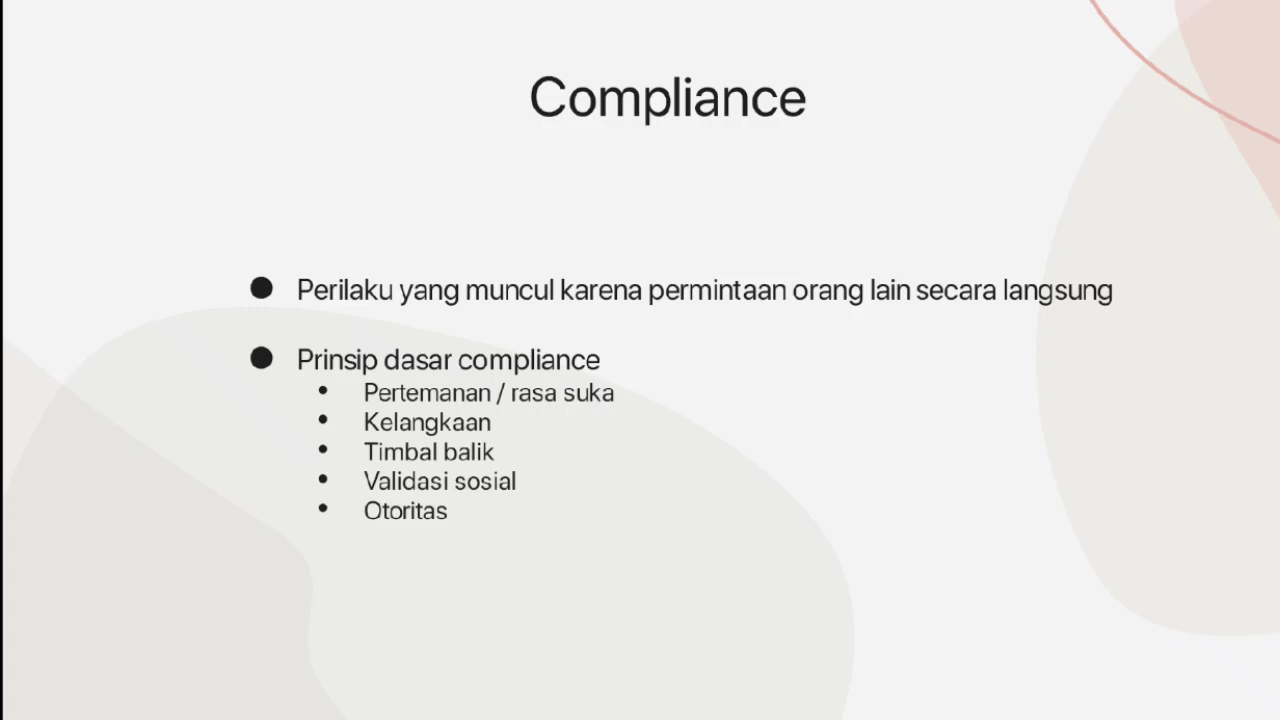 Compliance
● Perilaku yang muncul karena permintaan orang lain secara langsung
● Prinsip dasar compliance
• Pertemanan / rasa suka
• Kelangkaan
• Timbal balik
• Validasi sosial
• Otoritas